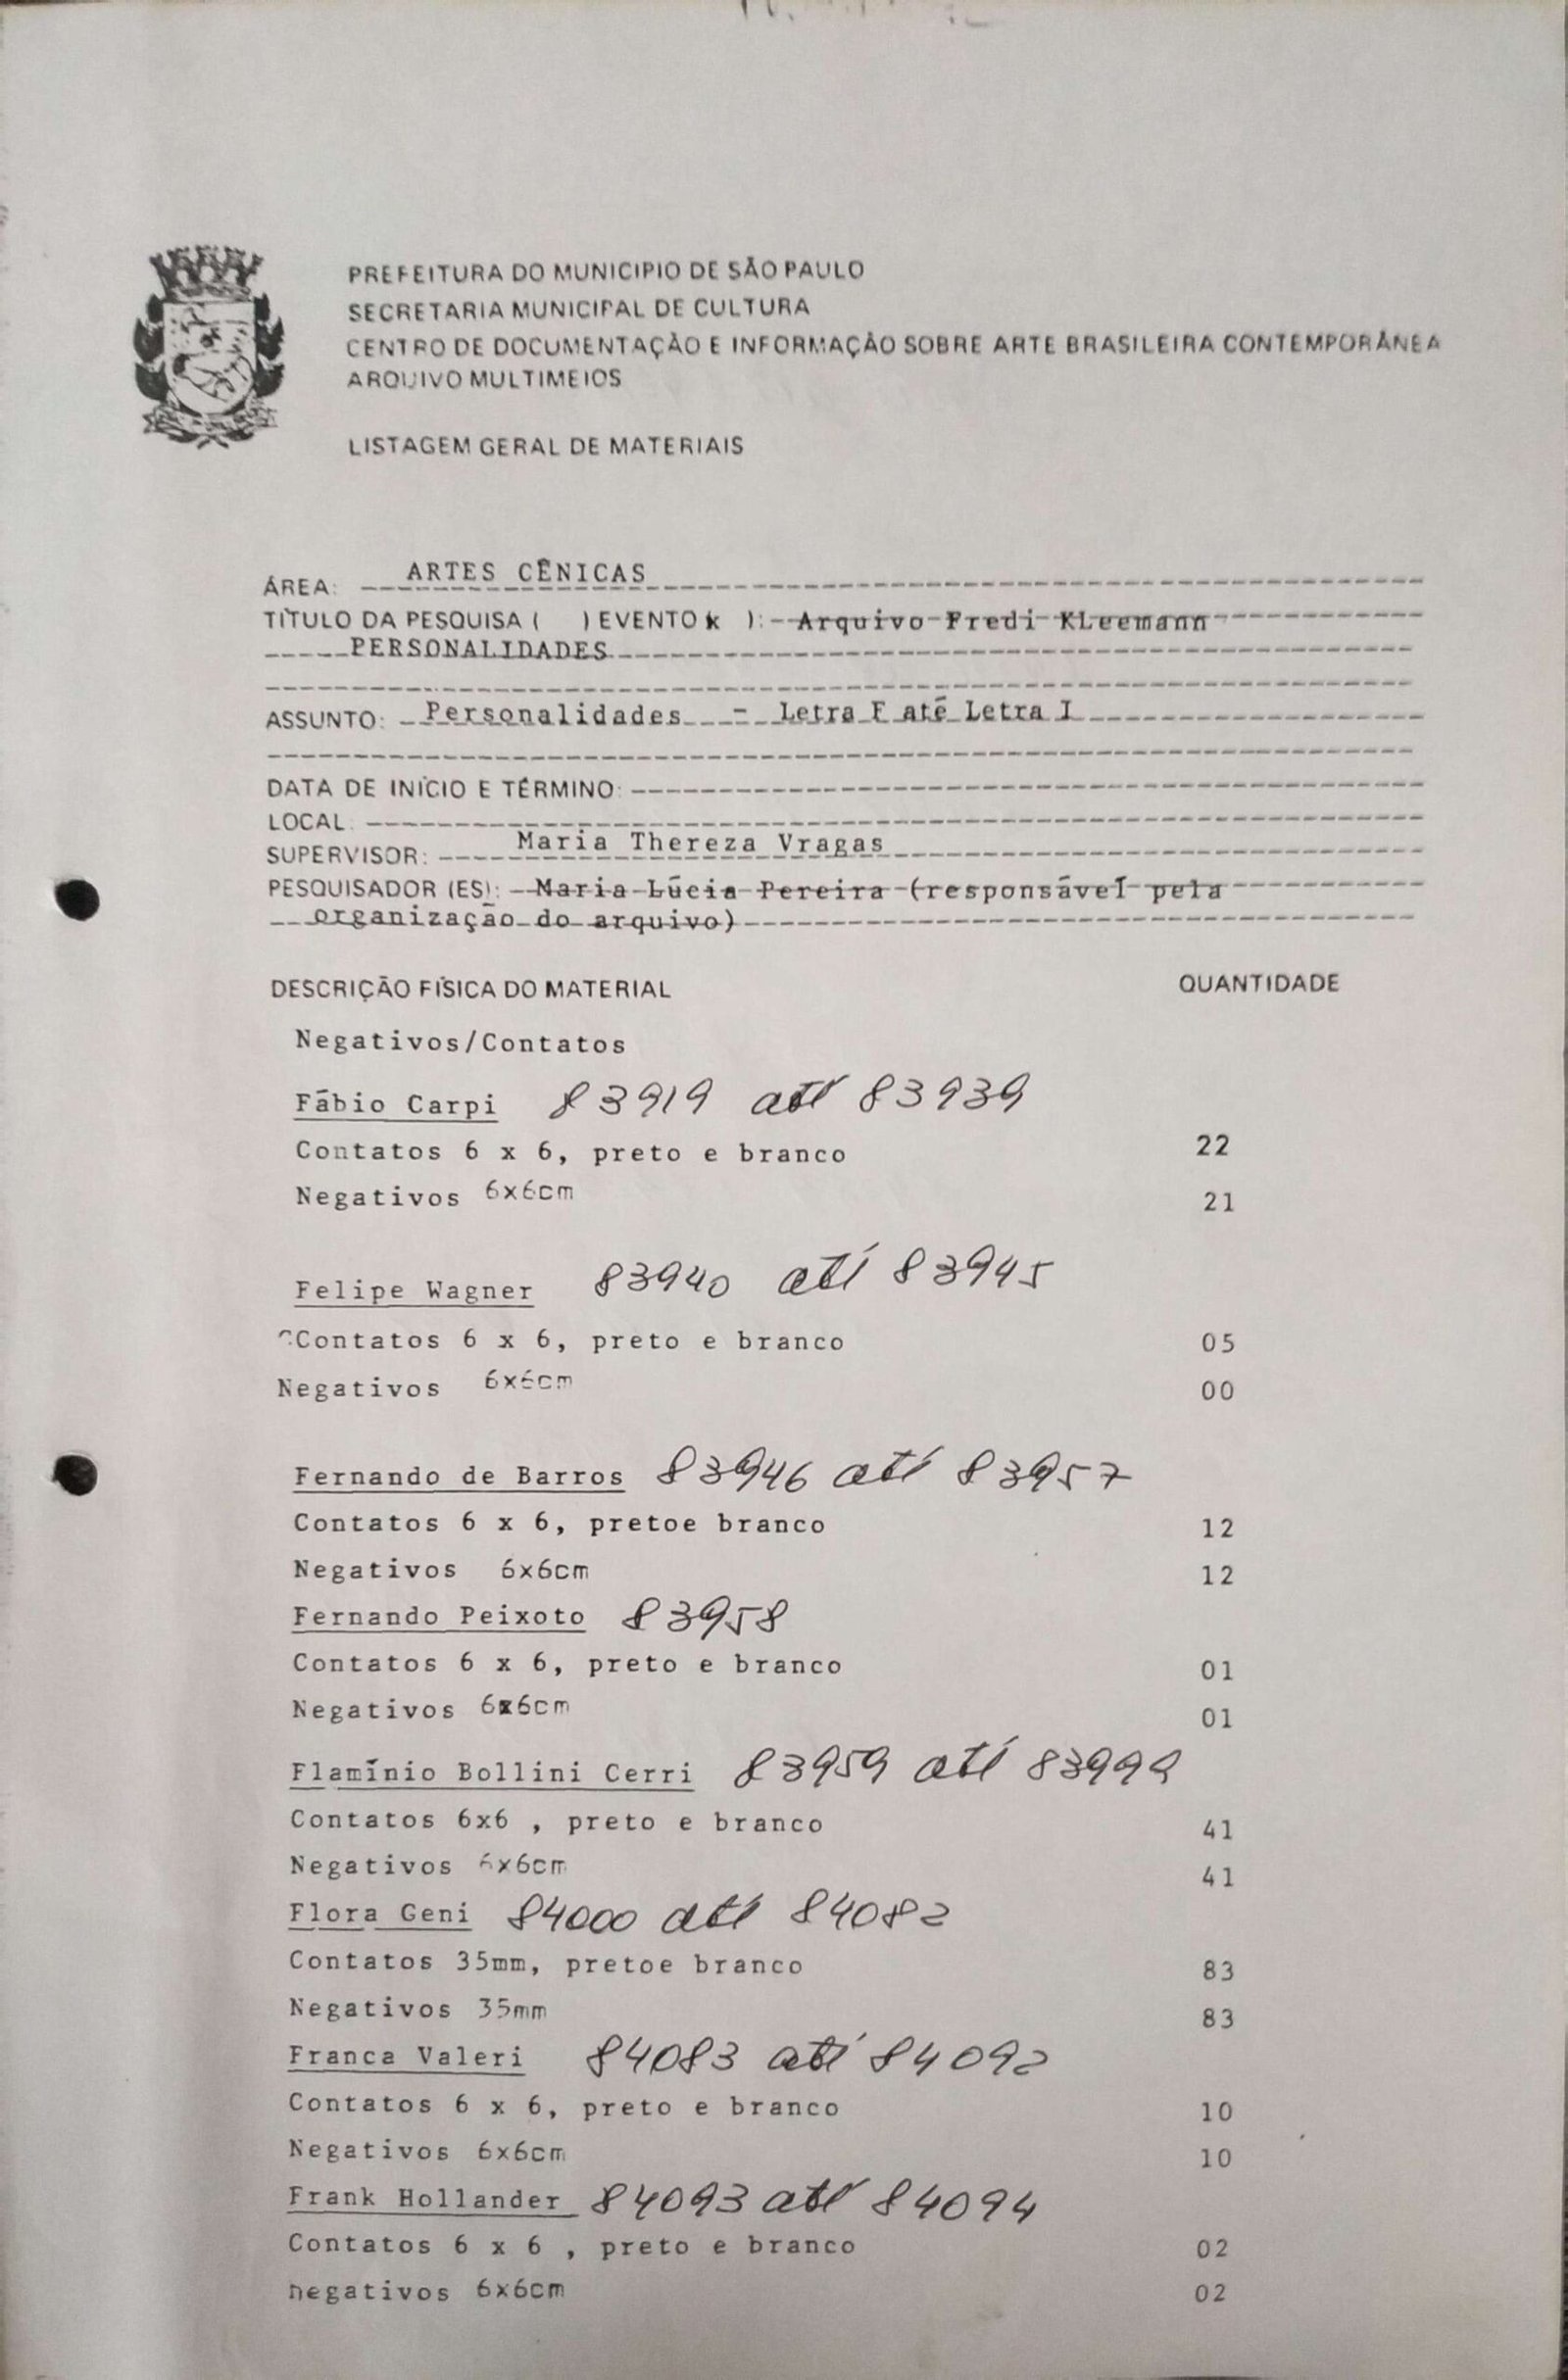 PREFEITURA DO MUNICIPIO DE SÃO PAULO
SECRETARIA MUNICIPAL DE CULTURA
CENTRO DE DOCUMENTAÇÃO E INFORMAÇÃO SOBRE ARTE BRASILEIRA CONTEMPORÂNEA
ARQUIVO MULTIMEIOS
LISTAGEM GERAL DE MATERIAIS
ÁREA: ARTES CÊNICAS
TÍTULO DA PESQUISA ( ) EVENTO x ): Arquivo Fredi Kleemann
PERSONALIDADES
ASSUNTO: Personalidades - Letra F até Letra I
DATA DE INÍCIO E TÉRMINO:
LOCAL:
SUPERVISOR: Maria Thereza Vragas
PESQUISADOR (ES): Maria Lúcia Pereira (responsável pela
organização do arquivo)
DESCRIÇÃO FÍSICA DO MATERIAL QUANTIDADE
Negativos/Contatos
Fábio Carpi 83919 até 83939
Contatos 6 x 6, preto e branco 22
Negativos 6x6cm 21
Felipe Wagner 83940 até 83945
Contatos 6 x 6, preto e branco 05
Negativos 6x6cm 00
Fernando de Barros 83946 até 83957
Contatos 6 x 6, pretoe branco 12
Negativos 6x6cm 12
Fernando Peixoto 83958
Contatos 6 x 6, preto e branco 01
Negativos 6x6cm 01
Flamínio Bollini Cerri 83959 até 83999
Contatos 6x6 , preto e branco 41
Negativos 6x6cm 41
Flora Geni 84000 até 84082
Contatos 35mm, pretoe branco 83
Negativos 35mm 83
Franca Valeri 84083 até 84092
Contatos 6 x 6, preto e branco 10
Negativos 6x6cm 10
Frank Hollander 84093 até 84094
Contatos 6 x 6 , preto e branco 02
negativos 6x6cm 02